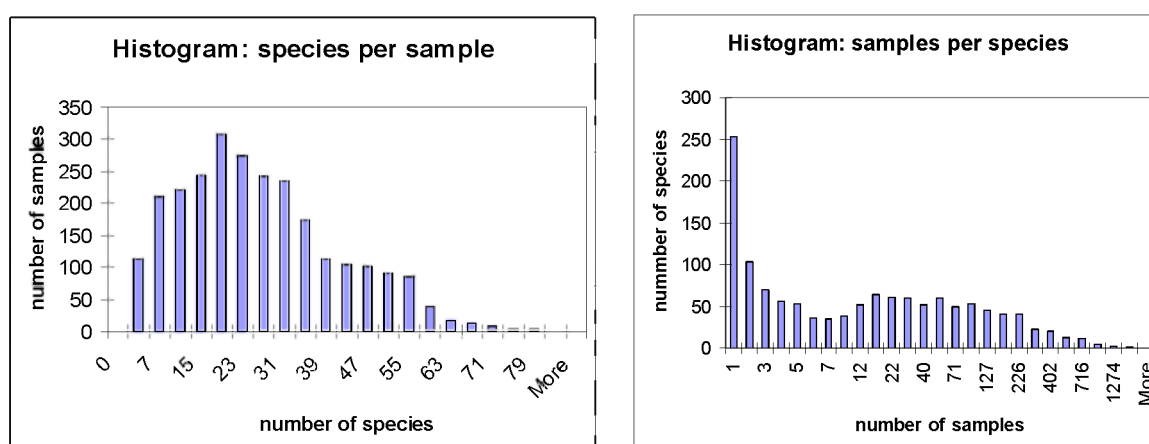 Histogram: species per sample
350
300
250
200
150
100
50
0
number of samples
0 7 15 23 31 39 47 55 63 71 79 More
number of species
Histogram: samples per species
300
250
200
150
100
50
0
nummber of species
1 3 5 7 12 22 40 71 127 226 402 716 1274 More
number of samples